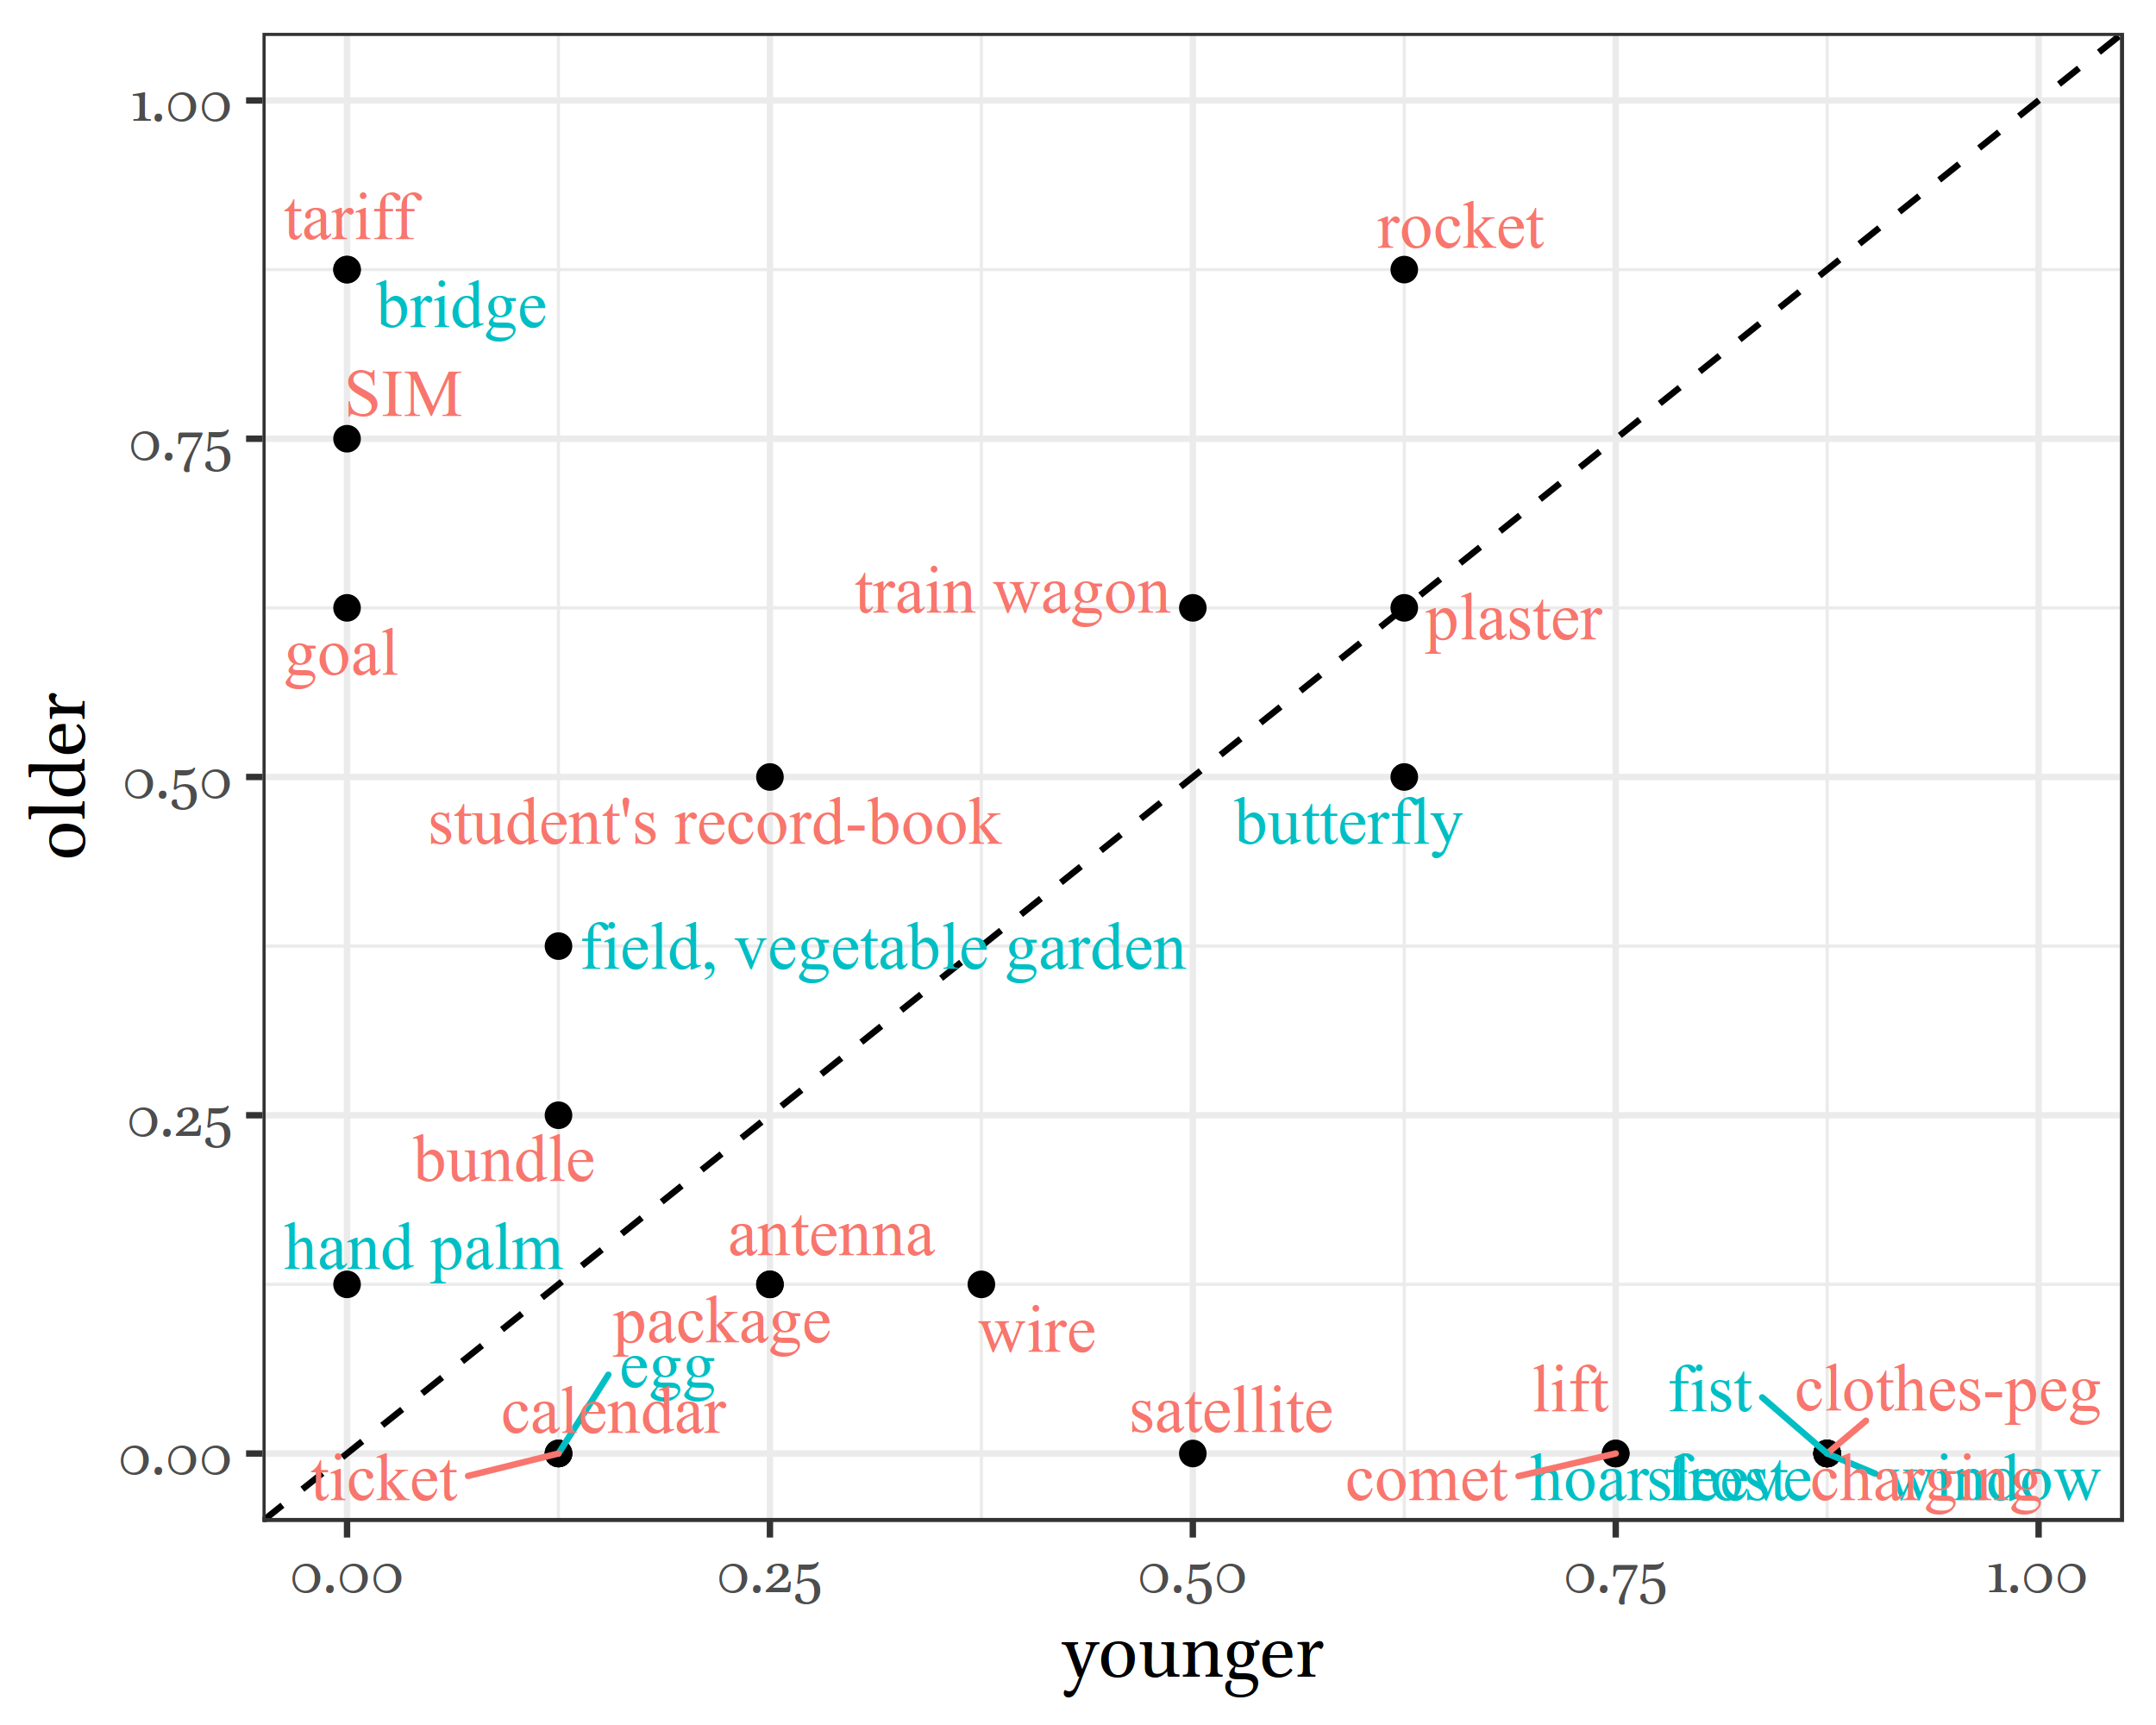 1.00
tariff
rocket
bridge
SIM
0.75
train wagon
plaster
goal
older
0.50
student's record-book
butterfly
field, vegetable garden
0.25
bundle
hand palm
antenna
package
wire
egg
calendar
satellite
lift
fist
clothes-peg
0.00
ticket
comet
charging
window
0.00
0.25
0.50
0.75
1.00
younger